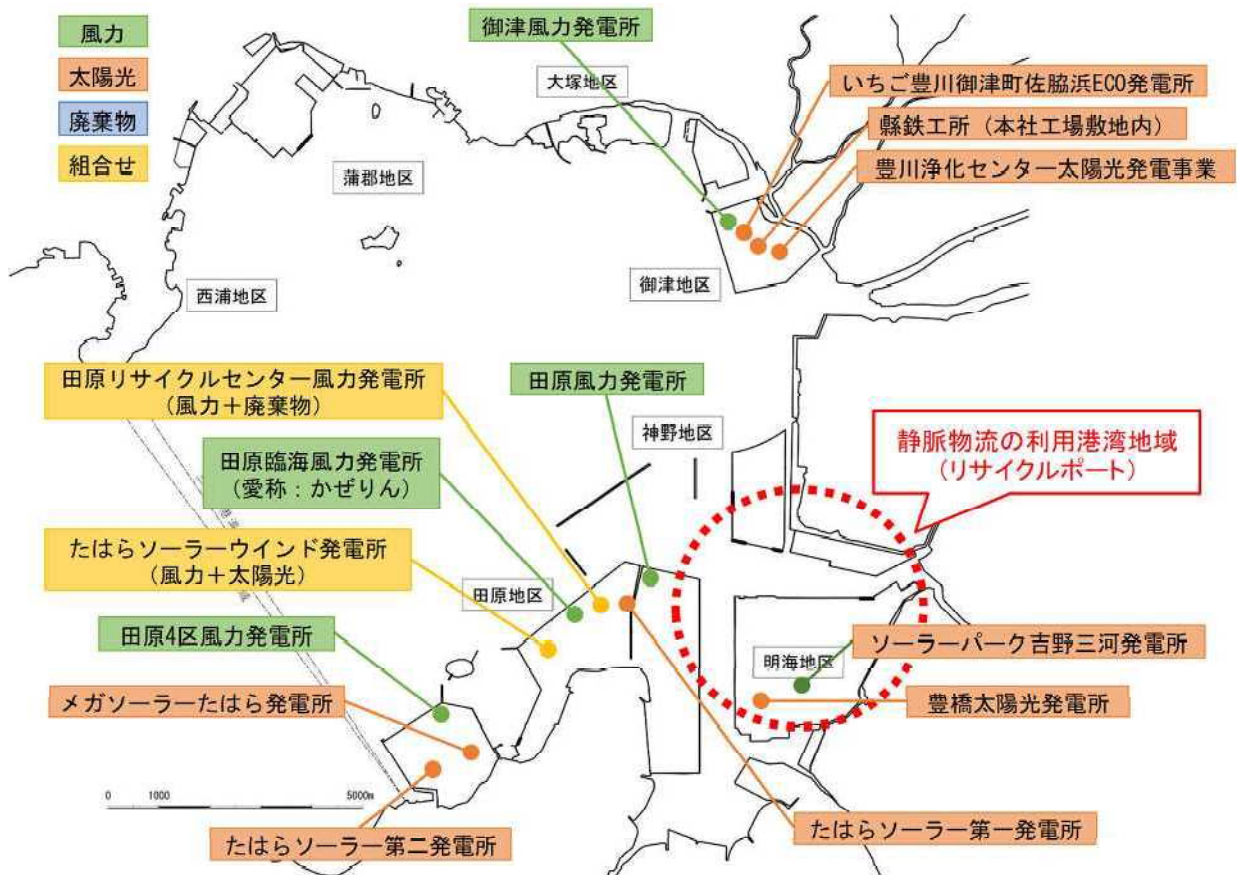 風力
太陽光
廃棄物
組合せ
御津風力発電所
大塚地区
いちご豊川御津町佐脇浜ECO発電所
縣鉄工所（本社工場敷地内）
豊川浄化センター太陽光発電事業
蒲郡地区
西浦地区
御津地区
田原リサイクルセンター風力発電所
(風力＋廃棄物)
田原風力発電所
神野地区
静脈物流の利用港湾地域
(リサイクルポート)
田原臨海風力発電所
(愛称：かぜりん)
たはらソーラーウインド発電所
(風力＋太陽光)
田原地区
田原4区風力発電所
明海地区
ソーラーパーク吉野三河発電所
メガソーラーたはら発電所
豊橋太陽光発電所
0 1000 5000m
たはらソーラー第二発電所
たはらソーラー第一発電所